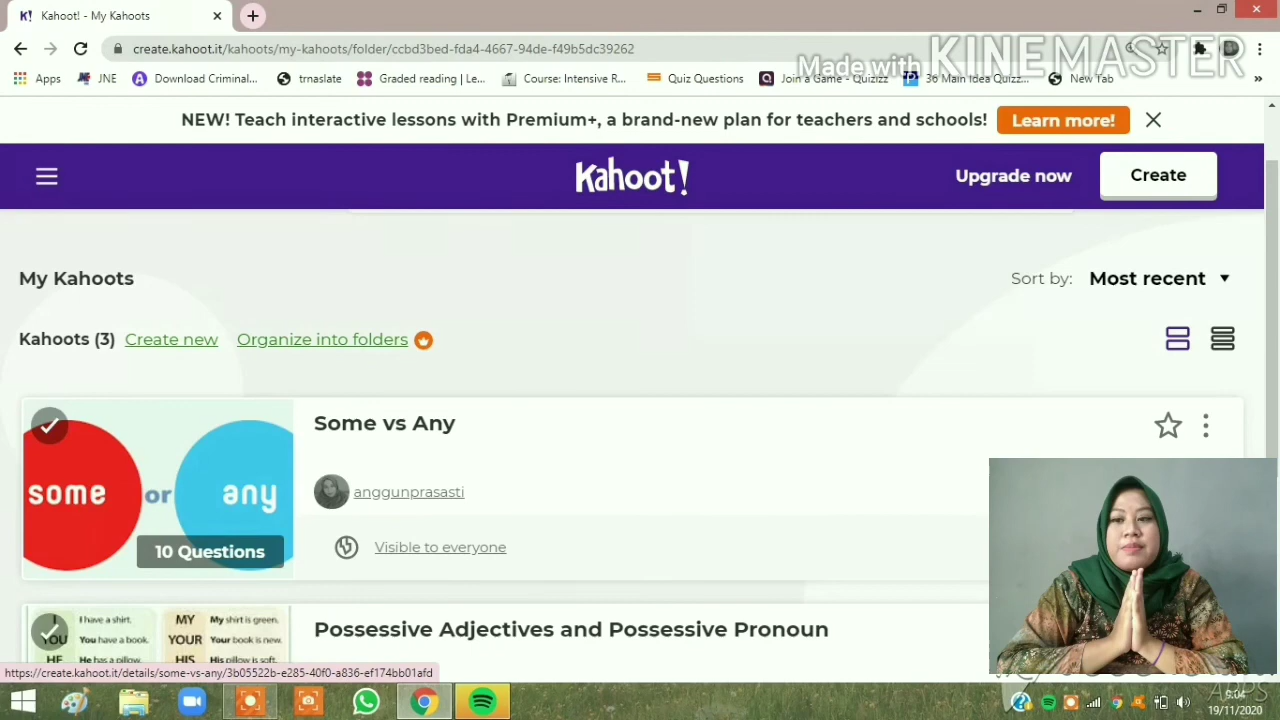 K! Kahoot! - My Kahoots
create.kahoot.it/kahoots/my-kahoots/folder/ccbd3bed-fda4-4667-94de-f49b5dc39262
Made with KINEMASTER
Apps JNE Download Criminal... trnaslate Graded reading | Le... Course: Intensive R... Quiz Questions Join a Game - Quizizz 36 Main Idea Quizz... New Tab
NEW! Teach interactive lessons with Premium+, a brand-new plan for teachers and schools! Learn more!
Kahoot! Upgrade now Create
My Kahoots
Sort by: Most recent
Kahoots (3) Create new Organize into folders
some or any
10 Questions
Some vs Any
anggunprasasti
Visible to everyone
I I have a shirt. MY My shirt is green.
YOU You have a book. YOUR Your book is new.
HE He has a pillow. HIS His pillow is soft.
Possessive Adjectives and Possessive Pronoun
https://create.kahoot.it/details/some-vs-any/3b05522b-e285-40f0-a836-ef174bb01afd
APPS
9:04
19/11/2020